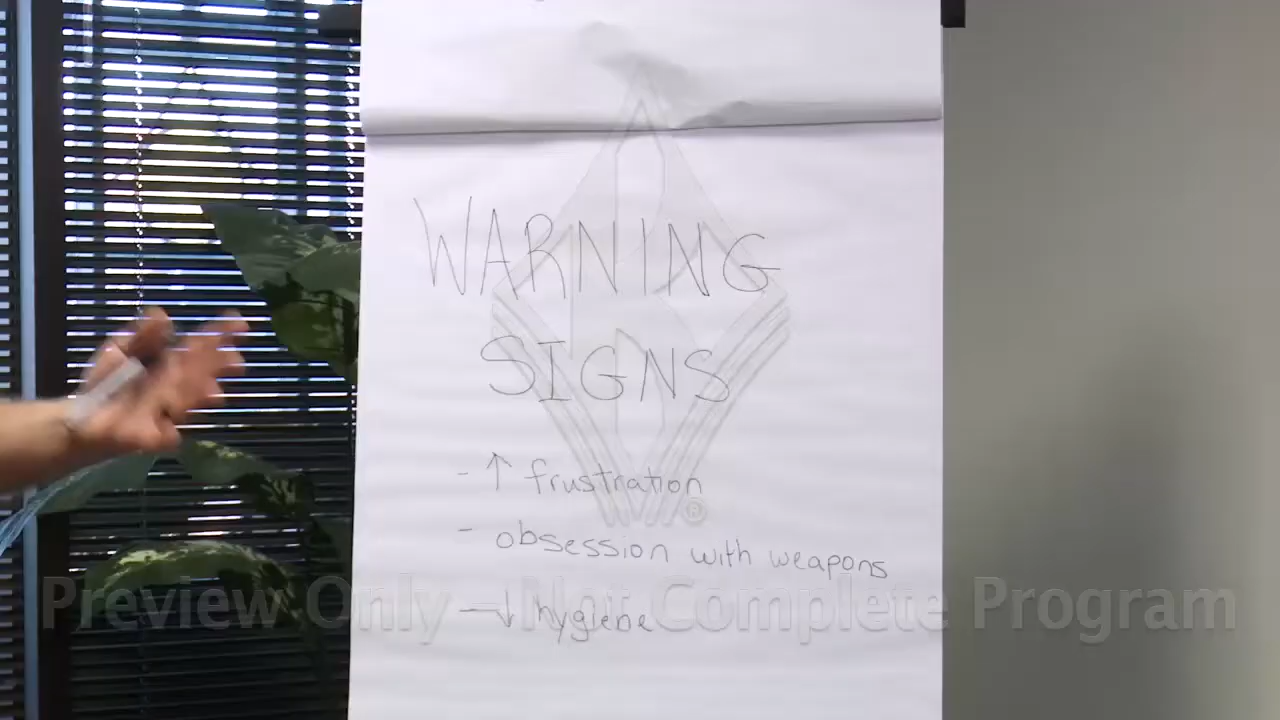 WARNING
SIGNS
- ↑ frustration
- obsession with weapons
- ↓ hygiene
Preview Only – Not Complete Program
®